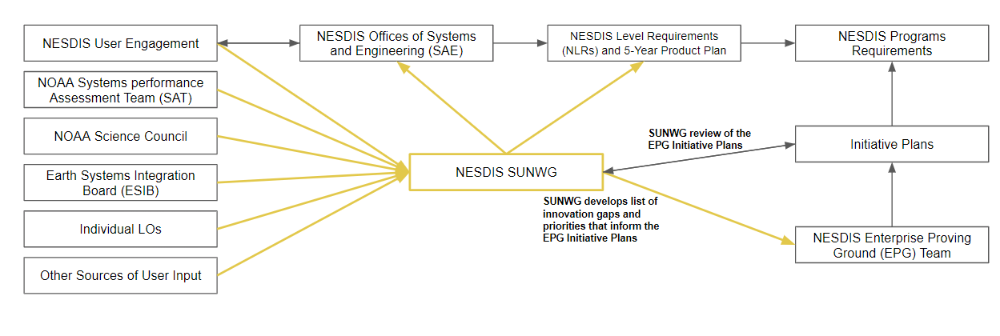 NESDIS User Engagement
NESDIS Offices of Systems
and Engineering (SAE)
NESDIS Level Requirements
(NLRs) and 5-Year Product Plan
NESDIS Programs
Requirements
NOAA Systems performance
Assessment Team (SAT)
NOAA Science Council
SUNWG review of the
EPG Initiative Plans
Initiative Plans
Earth Systems Integration
Board (ESIB)
NESDIS SUNWG
SUNWG develops list of
innovation gaps and
priorities that inform the
EPG Initiative Plans
Individual LOs
NESDIS Enterprise Proving
Ground (EPG) Team
Other Sources of User Input